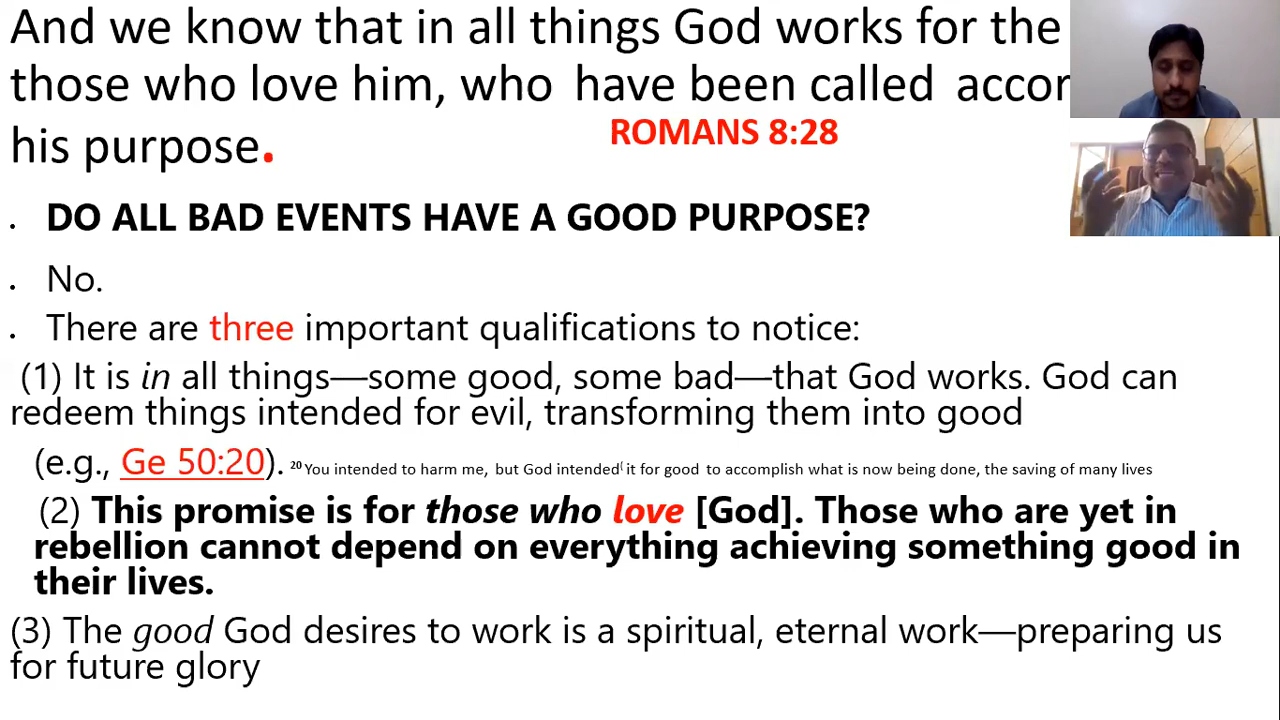 And we know that in all things God works for the
those who love him, who have been called accor
his purpose.
ROMANS 8:28
. DO ALL BAD EVENTS HAVE A GOOD PURPOSE?
. No.
. There are three important qualifications to notice:
(1) It is in all things—some good, some bad—that God works. God can
redeem things intended for evil, transforming them into good
(e.g., Ge 50:20). 20 You intended to harm me, but God intended( it for good to accomplish what is now being done, the saving of many lives
(2) This promise is for those who love [God]. Those who are yet in
rebellion cannot depend on everything achieving something good in
their lives.
(3) The good God desires to work is a spiritual, eternal work—preparing us
for future glory